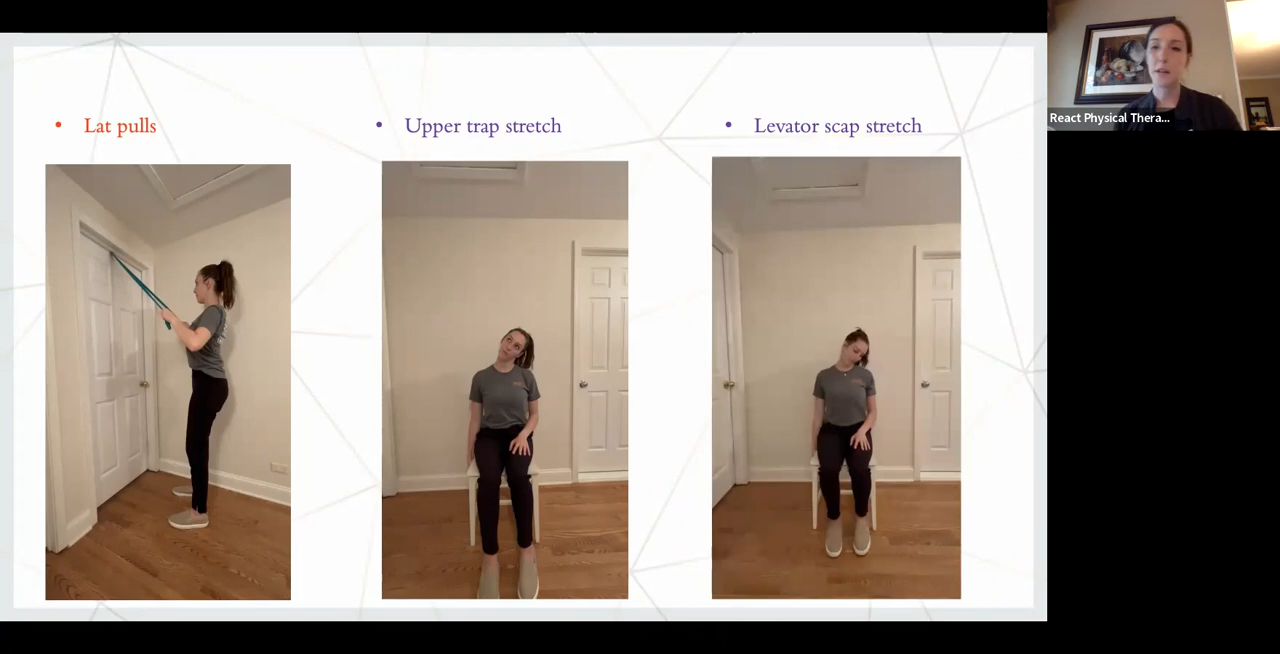 • Lat pulls
• Upper trap stretch
• Levator scap stretch
React Physical Thera...